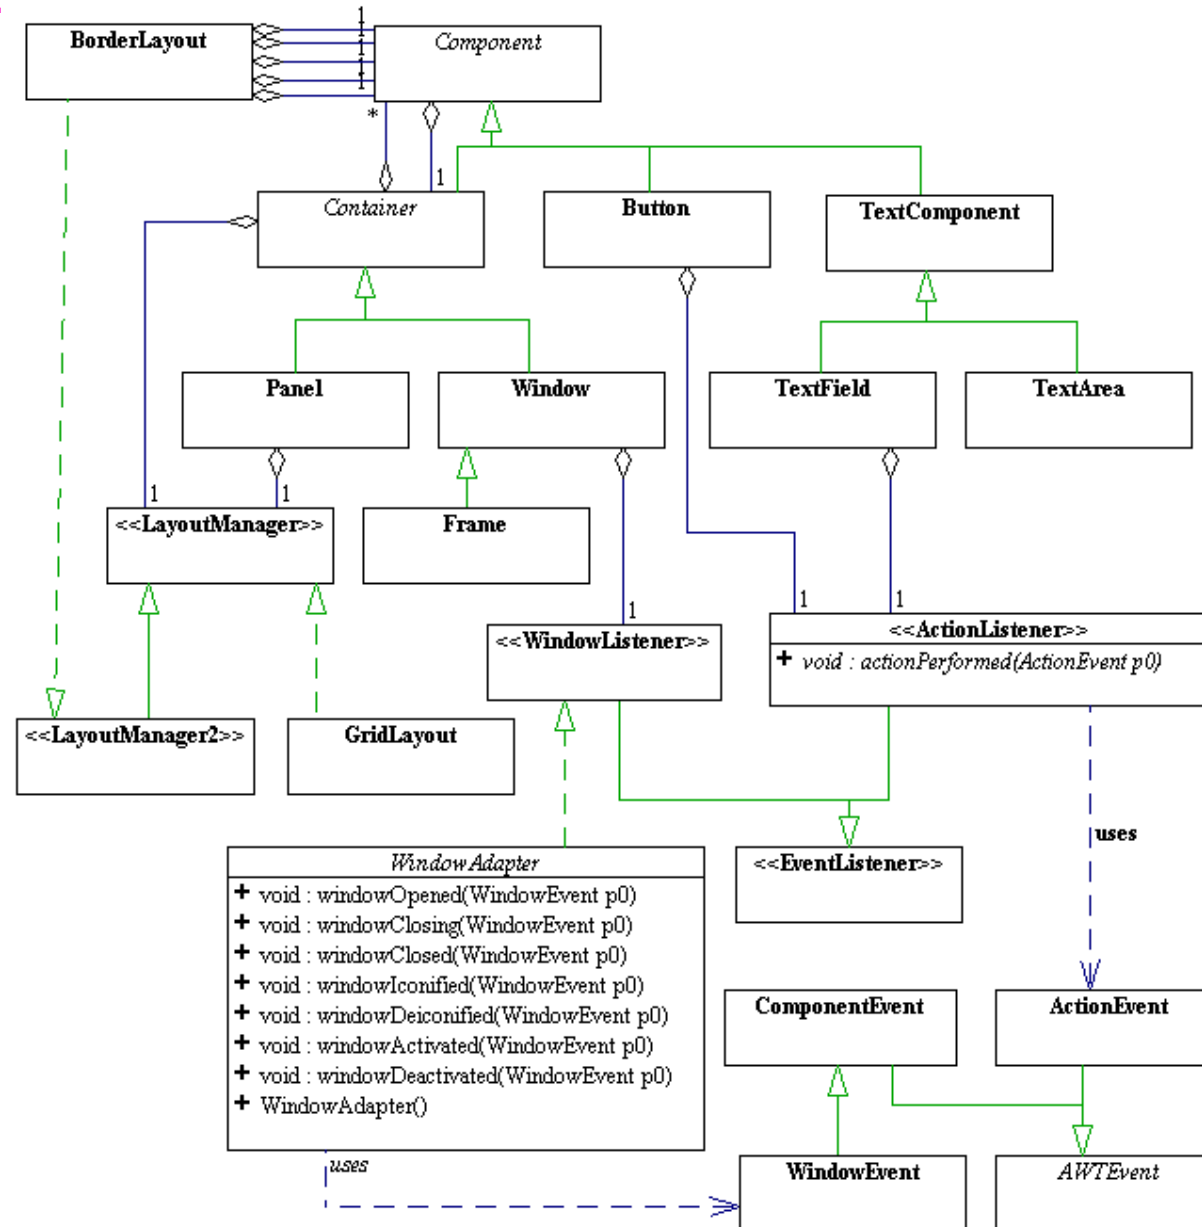 BorderLayout
1
1
1
1
Component
*
1
Container
Button
TextComponent
Panel
Window
TextField
TextArea
1
1
<<LayoutManager>>
Frame
1
1
1
<<WindowListener>>
<<ActionListener>>
+ void : actionPerformed(ActionEvent p0)
<<LayoutManager2>>
GridLayout
uses
WindowAdapter
+ void : windowOpened(WindowEvent p0)
+ void : windowClosing(WindowEvent p0)
+ void : windowClosed(WindowEvent p0)
+ void : windowIconified(WindowEvent p0)
+ void : windowDeiconified(WindowEvent p0)
+ void : windowActivated(WindowEvent p0)
+ void : windowDeactivated(WindowEvent p0)
+ WindowAdapter()
<<EventListener>>
ComponentEvent
ActionEvent
uses
WindowEvent
AWTEvent